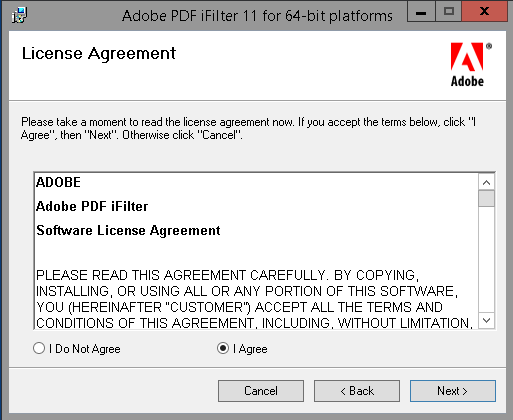 Adobe PDF iFilter 11 for 64-bit platforms
License Agreement
Adobe
Please take a moment to read the license agreement now. If you accept the terms below, click "I
Agree", then "Next". Otherwise click "Cancel".
ADOBE
Adobe PDF iFilter
Software License Agreement
PLEASE READ THIS AGREEMENT CAREFULLY. BY COPYING,
INSTALLING, OR USING ALL OR ANY PORTION OF THIS SOFTWARE,
YOU (HEREINAFTER "CUSTOMER") ACCEPT ALL THE TERMS AND
CONDITIONS OF THIS AGREEMENT, INCLUDING, WITHOUT LIMITATION,
I Do Not Agree
I Agree
Cancel
< Back
Next >